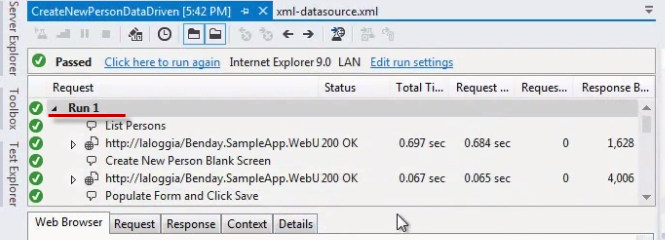 CreateNewPersonDataDriven [5:42 PM] xml-datasource.xml
Server Explorer
Toolbox
Test Explorer
Passed Click here to run again Internet Explorer 9.0 LAN Edit run settings
Request Status Total Ti... Request ... Reques... Response B...
Run 1
List Persons
http://laloggia/Benday.SampleApp.WebU 200 OK 0.697 sec 0.684 sec 0 1,628
Create New Person Blank Screen
http://laloggia/Benday.SampleApp.WebU 200 OK 0.067 sec 0.065 sec 0 4,006
Populate Form and Click Save
Web Browser Request Response Context Details